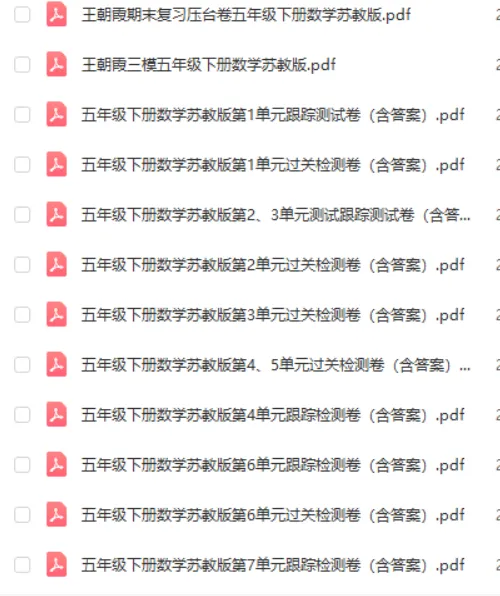 王朝霞期末复习压台卷五年级下册数学苏教版.pdf
王朝霞三模五年级下册数学苏教版.pdf
五年级下册数学苏教版第1单元跟踪测试卷（含答案）.pdf
五年级下册数学苏教版第1单元过关检测卷（含答案）.pdf
五年级下册数学苏教版第2、3单元测试跟踪测试卷（含答...
五年级下册数学苏教版第2单元过关检测卷（含答案）.pdf
五年级下册数学苏教版第3单元过关检测卷（含答案）.pdf
五年级下册数学苏教版第4、5单元过关检测卷（含答案）...
五年级下册数学苏教版第4单元跟踪检测卷（含答案）.pdf
五年级下册数学苏教版第6单元跟踪检测卷（含答案）.pdf
五年级下册数学苏教版第6单元过关检测卷（含答案）.pdf
五年级下册数学苏教版第7单元跟踪检测卷（含答案）.pdf